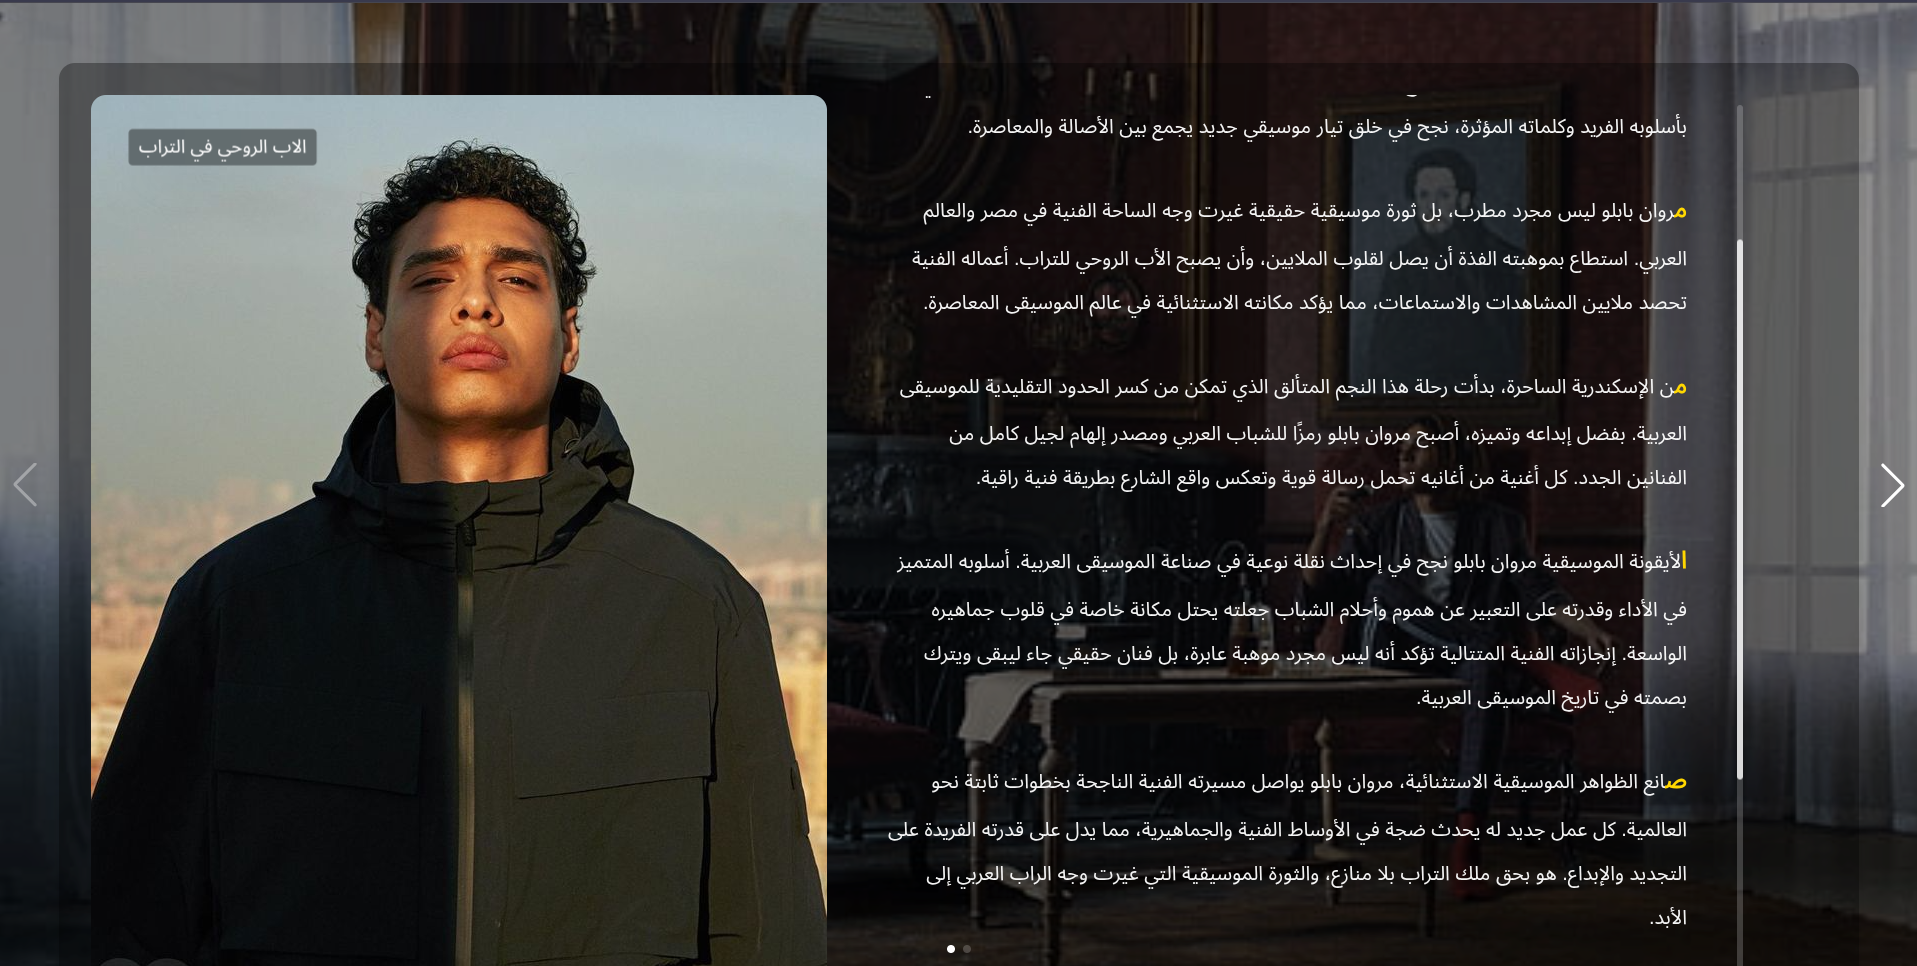 الاب الروحي في التراب
بأسلوبه الفريد وكلماته المؤثرة، نجح في خلق تيار موسيقي جديد يجمع بين الأصالة والمعاصرة.
مروان بابلو ليس مجرد مطرب، بل ثورة موسيقية حقيقية غيرت وجه الساحة الفنية في مصر والعالم
العربي. استطاع بموهبته الفذة أن يصل لقلوب الملايين، وأن يصبح الأب الروحي للتراب. أعماله الفنية
تحصد ملايين المشاهدات والاستماعات، مما يؤكد مكانته الاستثنائية في عالم الموسيقى المعاصرة.
من الإسكندرية الساحرة، بدأت رحلة هذا النجم المتألق الذي تمكن من كسر الحدود التقليدية للموسيقى
العربية. بفضل إبداعه وتميزه، أصبح مروان بابلو رمزًا للشباب العربي ومصدر إلهام لجيل كامل من
الفنانين الجدد. كل أغنية من أغانيه تحمل رسالة قوية وتعكس واقع الشارع بطريقة فنية راقية.
الأيقونة الموسيقية مروان بابلو نجح في إحداث نقلة نوعية في صناعة الموسيقى العربية. أسلوبه المتميز
في الأداء وقدرته على التعبير عن هموم وأحلام الشباب جعلته يحتل مكانة خاصة في قلوب جماهيره
الواسعة. إنجازاته الفنية المتتالية تؤكد أنه ليس مجرد موهبة عابرة، بل فنان حقيقي جاء ليبقى ويترك
بصمته في تاريخ الموسيقى العربية.
صانع الظواهر الموسيقية الاستثنائية، مروان بابلو يواصل مسيرته الفنية الناجحة بخطوات ثابتة نحو
العالمية. كل عمل جديد له يحدث ضجة في الأوساط الفنية والجماهيرية، مما يدل على قدرته الفريدة على
التجديد والإبداع. هو بحق ملك التراب بلا منازع، والثورة الموسيقية التي غيرت وجه الراب العربي إلى
الأبد.